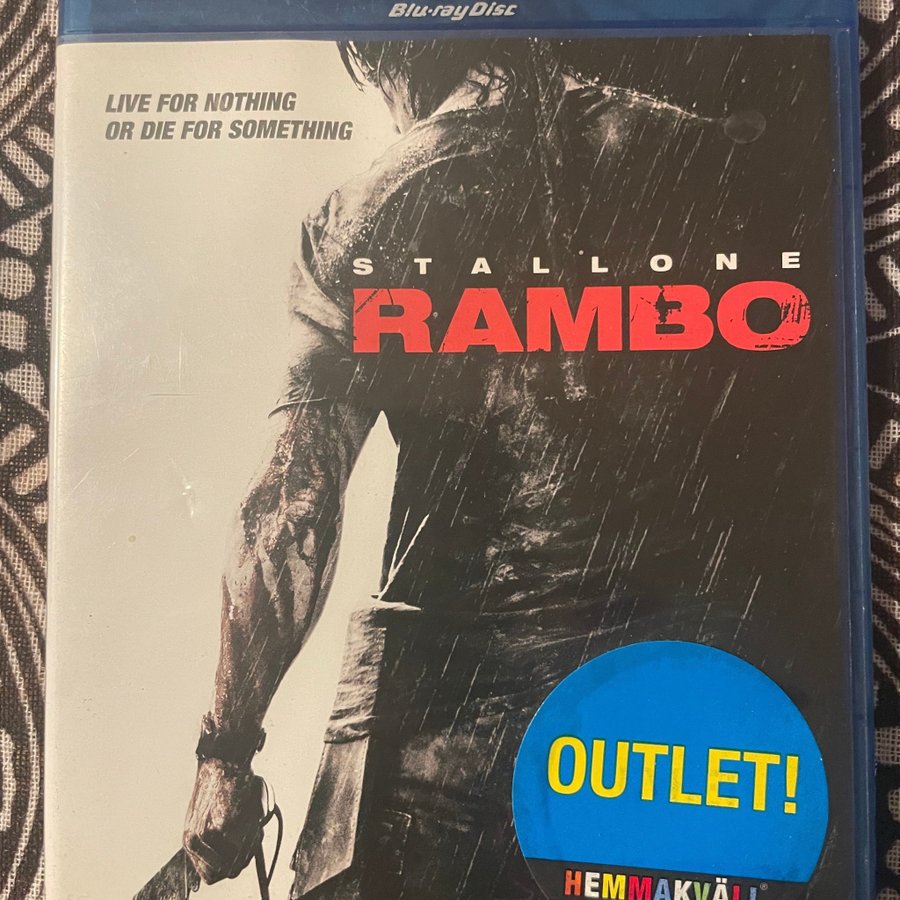 Blu-ray Disc
LIVE FOR NOTHING
OR DIE FOR SOMETHING
STALLONE
RAMBO
OUTLET!
HEMMAKVÄLL®